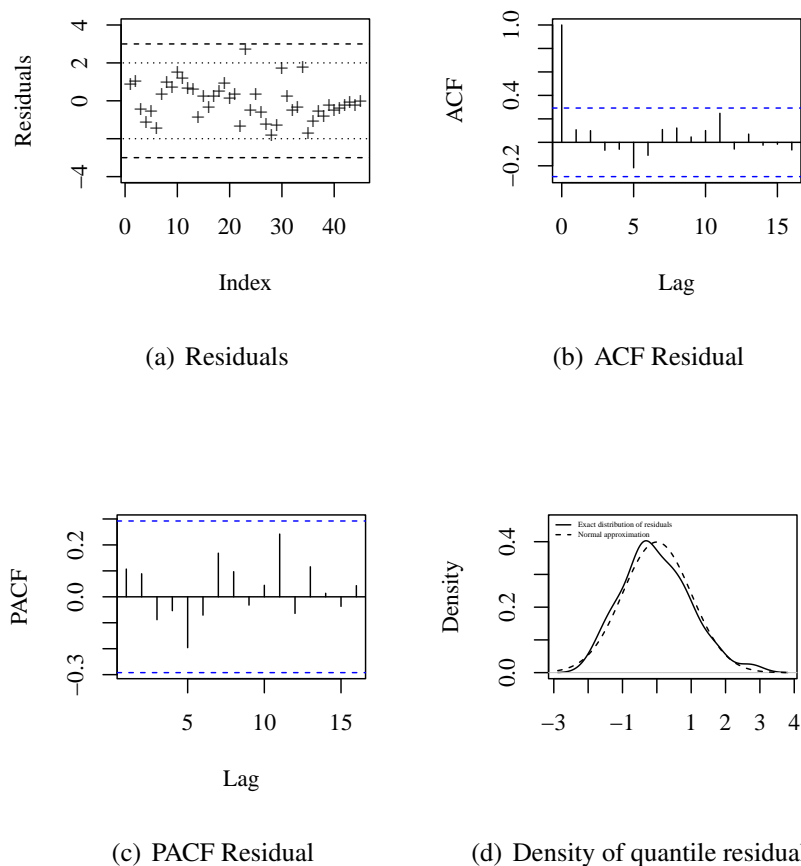 Residuals
4
2
0
−4
0 10 20 30 40
Index
(a) Residuals
ACF
1.0
0.4
−0.2
0 5 10 15
Lag
(b) ACF Residual
PACF
0.2
0.0
−0.3
5 10 15
Lag
(c) PACF Residual
Density
0.4
0.2
0.0
Exact distribution of residuals
Normal approximation
−3 −1 1 2 3 4
(d) Density of quantile residual